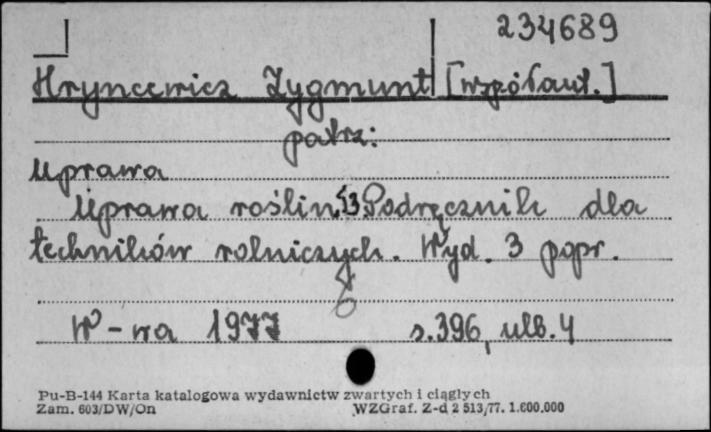 234689
Hryncewicz Zygmunt [współaut.]
patrz:
Uprawa
Uprawa roślin. Podręcznik dla
techników rolniczych. Wyd. 3 popr.
W-wa 1977 s.396, ulb.4
Pu-B-144 Karta katalogowa wydawnictw zwartych i ciągłych
Zam. 603/DW/On WZGraf. Z-d 2 513/77. 1.600.000